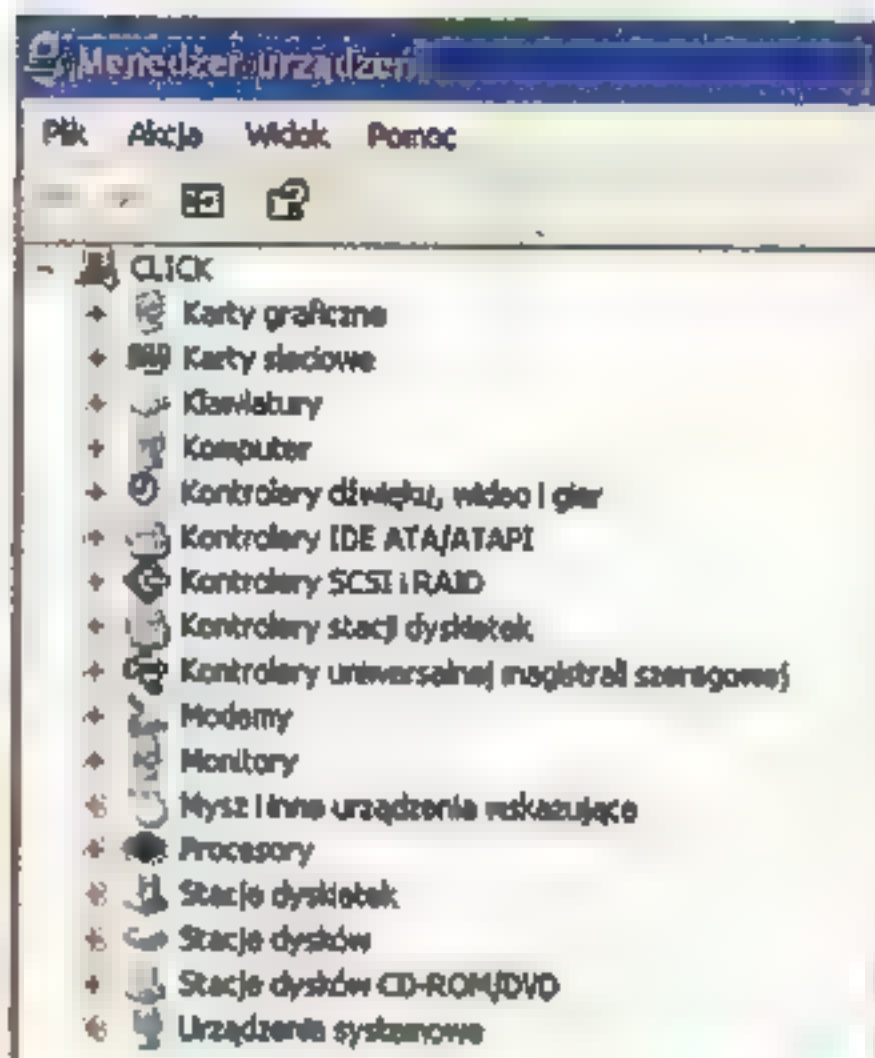 Menedżer urządzeń
Plik Akcja Widok Pomoc
CLICK
Karty graficzne
Karty sieciowe
Klawiatury
Komputer
Kontrolery dźwięku, wideo i gier
Kontrolery IDE ATA/ATAPI
Kontrolery SCSI i RAID
Kontrolery stacji dyskietek
Kontrolery uniwersalnej magistrali szeregowej
Modemy
Monitory
Mysz i inne urządzenia wskazujące
Procesory
Stacje dyskietek
Stacje dysków
Stacje dysków CD-ROM/DVD
Urządzenia systemowe